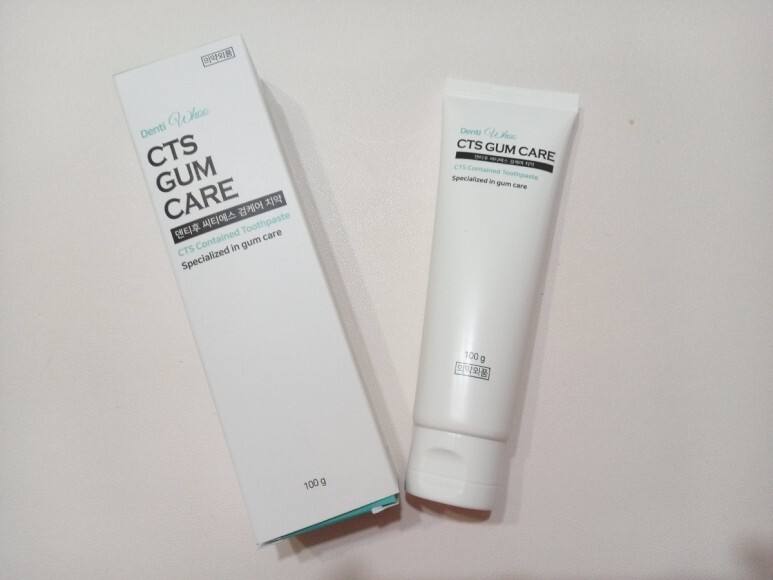 의약외품
Denti Whoo
CTS
GUM
CARE
덴티후 씨티에스 검케어 치약
CTS Contained Toothpaste
Specialized in gum care
100 g
Denti Whoo
CTS GUM CARE
덴티후 씨티에스 검케어 치약
CTS Contained Toothpaste
Specialized in gum care
100 g
의약외품